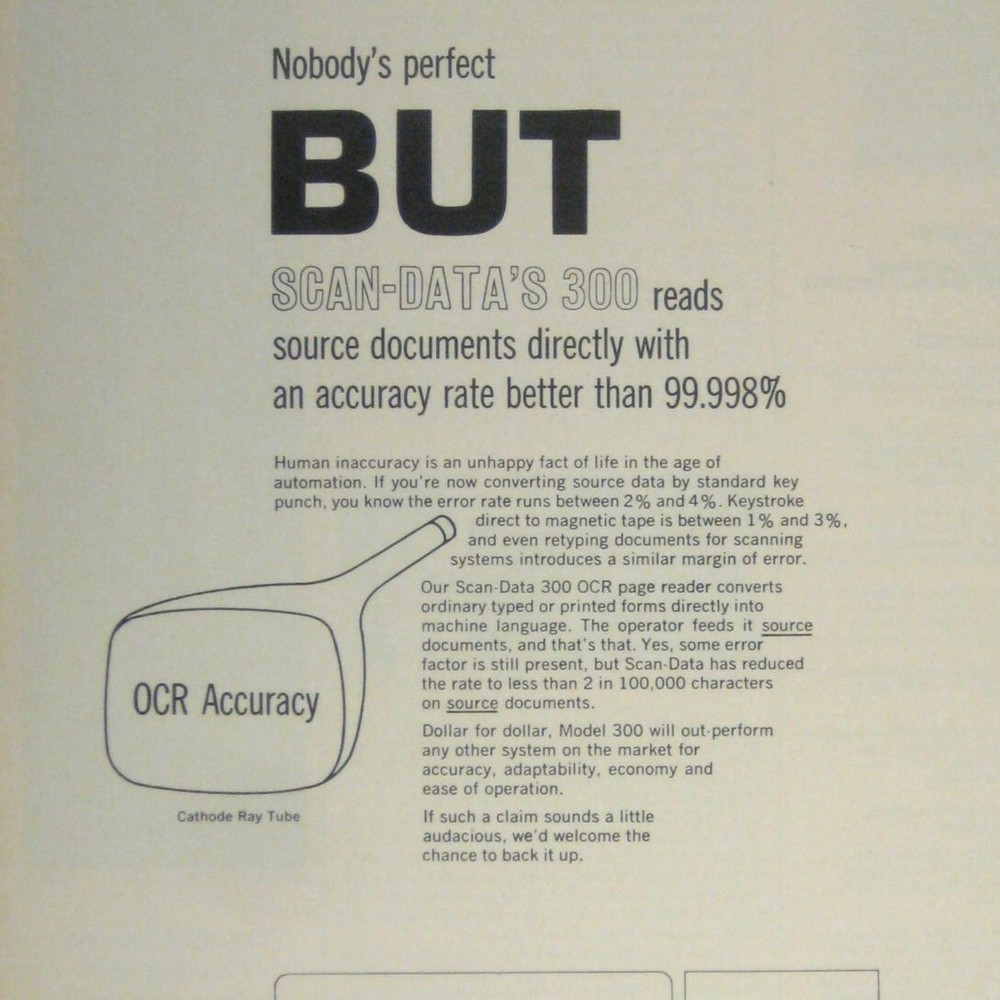 Nobody's perfect
BUT
SCAN-DATA'S 300 reads
source documents directly with
an accuracy rate better than 99.998%
Human inaccuracy is an unhappy fact of life in the age of
automation. If you're now converting source data by standard key
punch, you know the error rate runs between 2% and 4%. Keystroke
direct to magnetic tape is between 1% and 3%,
and even retyping documents for scanning
systems introduces a similar margin of error.
Our Scan-Data 300 OCR page reader converts
ordinary typed or printed forms directly into
machine language. The operator feeds it source
documents, and that's that. Yes, some error
factor is still present, but Scan-Data has reduced
the rate to less than 2 in 100,000 characters
on source documents.
Dollar for dollar, Model 300 will out-perform
any other system on the market for
accuracy, adaptability, economy and
ease of operation.
If such a claim sounds a little
audacious, we'd welcome the
chance to back it up.
OCR Accuracy
Cathode Ray Tube